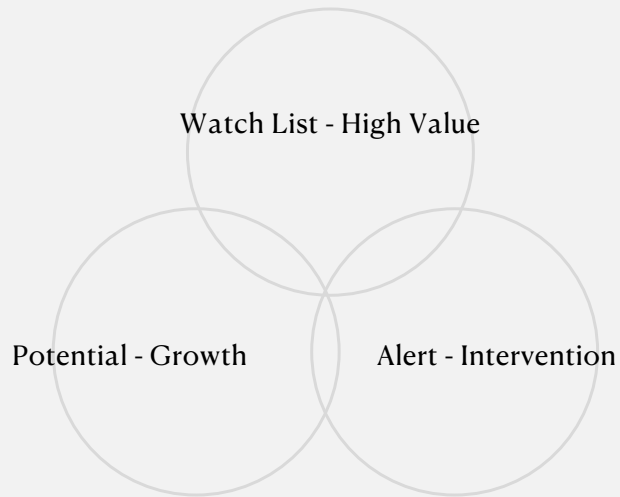 Watch List - High Value
Potential - Growth
Alert - Intervention